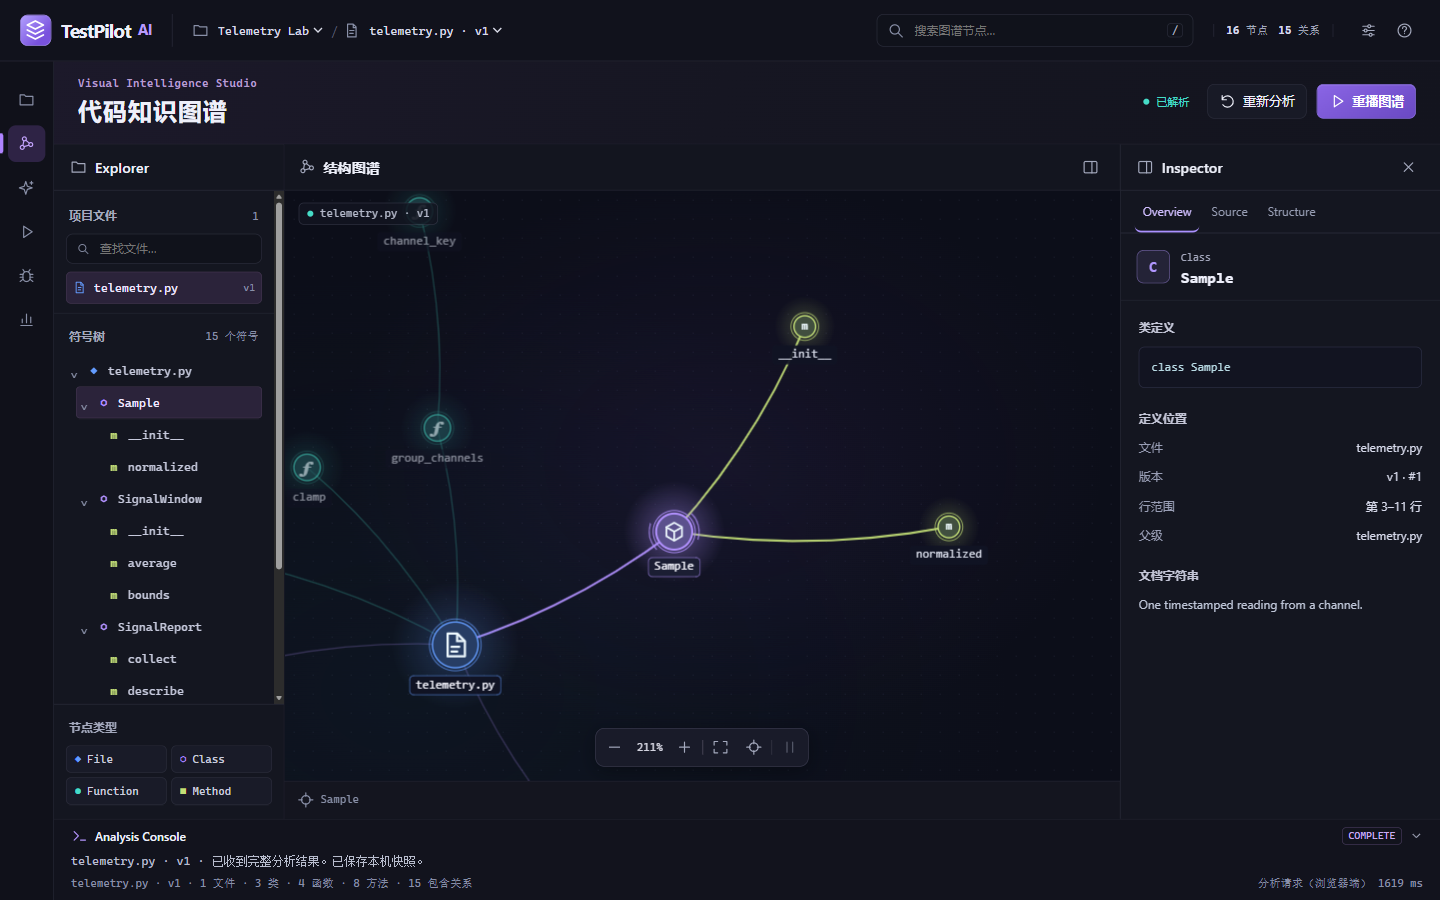 TestPilot AI
Telemetry Lab / telemetry.py · v1
搜索图谱节点... /
16 节点 15 关系
Visual Intelligence Studio
代码知识图谱
已解析
重新分析
重播图谱
Explorer
项目文件 1
查找文件...
telemetry.py v1
符号树 15 个符号
telemetry.py
Sample
m __init__
m normalized
SignalWindow
m __init__
m average
m bounds
SignalReport
m collect
m describe
节点类型
File
Class
Function
Method
结构图谱
telemetry.py · v1
channel_key
m
__init__
ƒ
group_channels
ƒ
clamp
Sample
m
normalized
telemetry.py
211%
Sample
Inspector
Overview Source Structure
C
Class
Sample
类定义
class Sample
定义位置
文件 telemetry.py
版本 v1 · #1
行范围 第 3–11 行
父级 telemetry.py
文档字符串
One timestamped reading from a channel.
Analysis Console
COMPLETE
telemetry.py · v1 · 已收到完整分析结果。已保存本机快照。
telemetry.py · v1 · 1 文件 · 3 类 · 4 函数 · 8 方法 · 15 包含关系
分析请求（浏览器端） 1619 ms